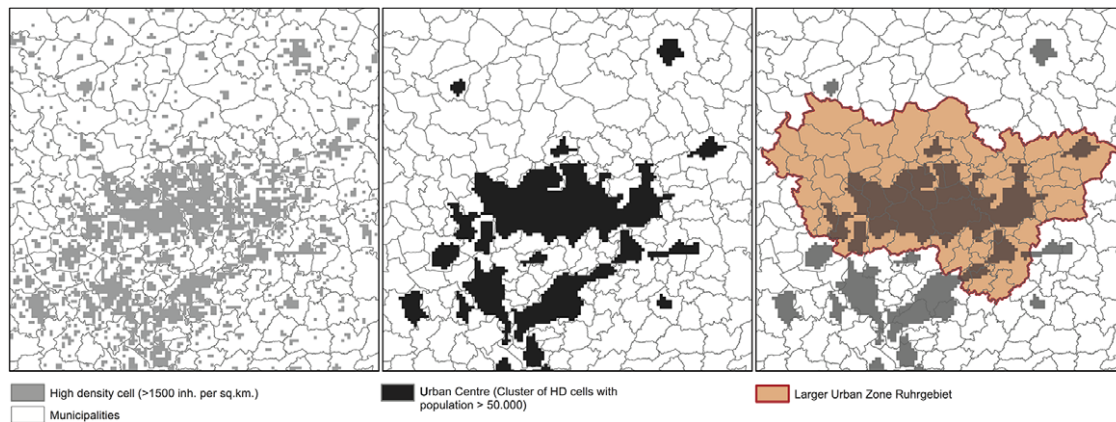 High density cell (>1500 inh. per sq.km.)
Municipalities
Urban Centre (Cluster of HD cells with
population > 50.000)
Larger Urban Zone Ruhrgebiet